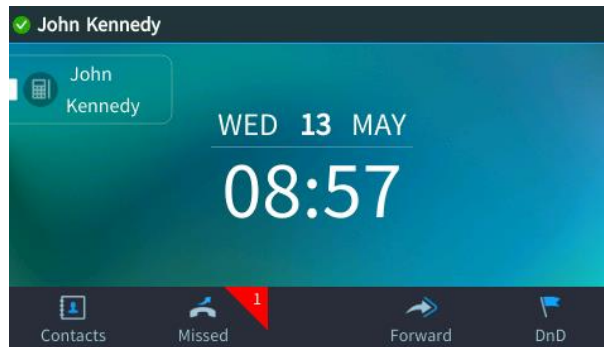 John Kennedy
John
Kennedy
WED 13 MAY
08:57
1
Contacts Missed Forward DnD